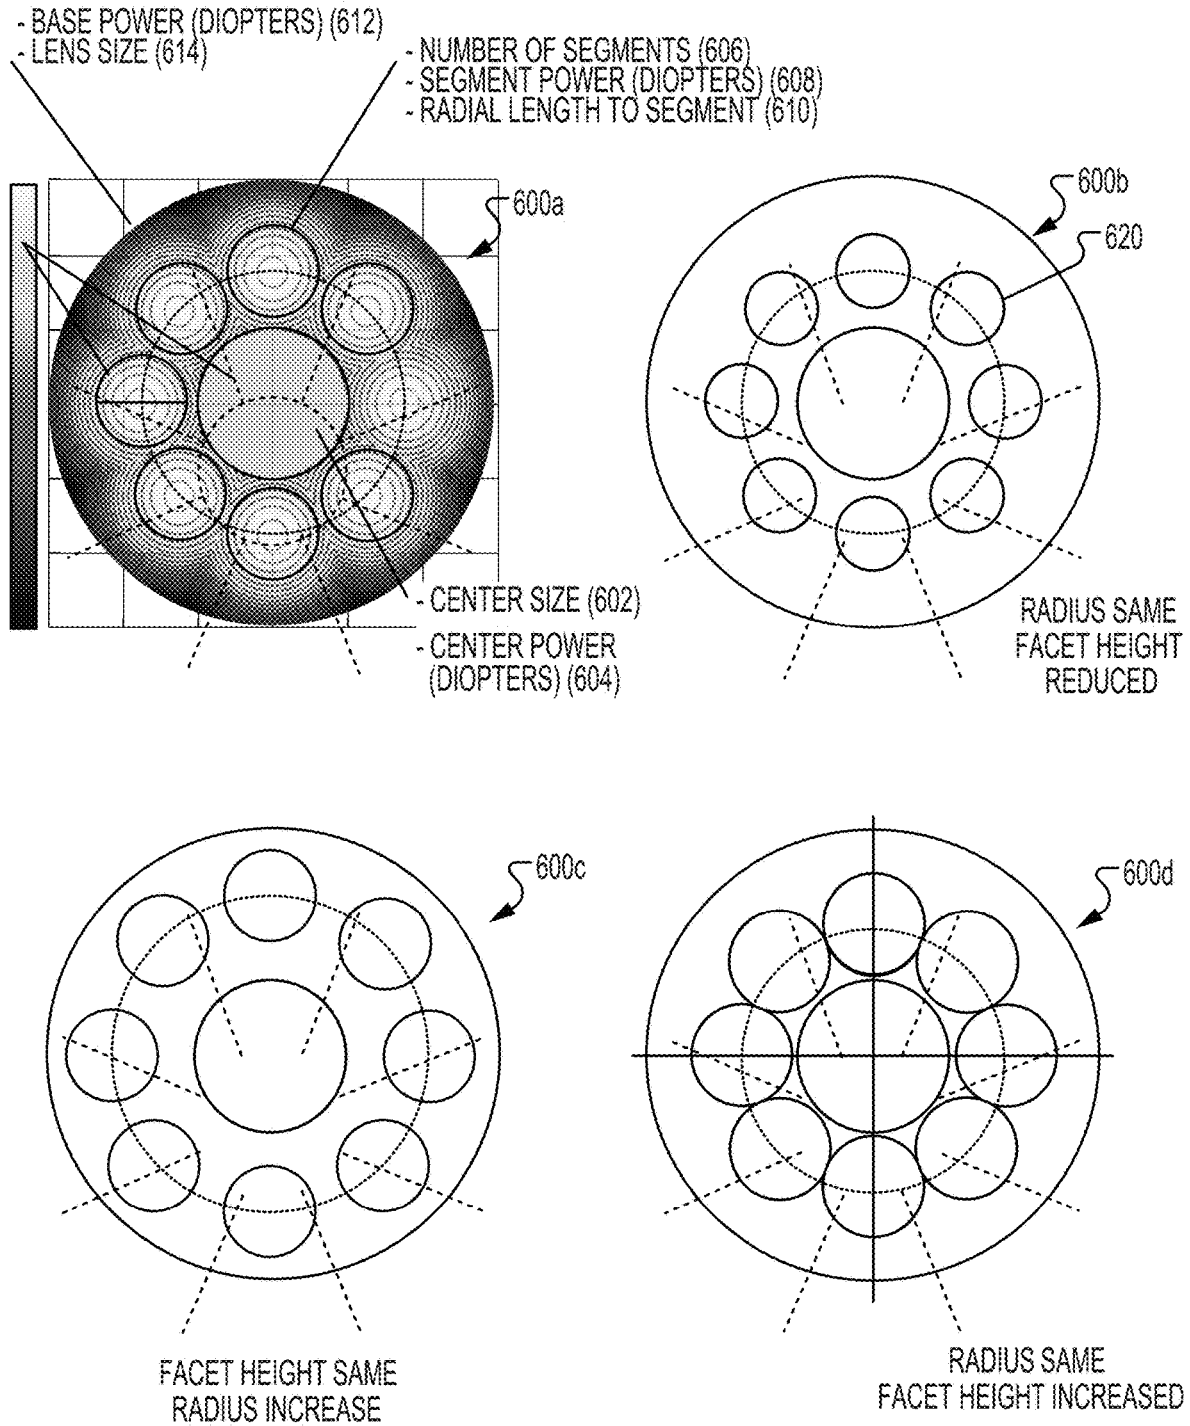 - BASE POWER (DIOPTERS) (612)
- LENS SIZE (614)
- NUMBER OF SEGMENTS (606)
- SEGMENT POWER (DIOPTERS) (608)
- RADIAL LENGTH TO SEGMENT (610)
600a
600b
620
- CENTER SIZE (602)
- CENTER POWER
(DIOPTERS) (604)
RADIUS SAME
FACET HEIGHT
REDUCED
600c
600d
FACET HEIGHT SAME
RADIUS INCREASE
RADIUS SAME
FACET HEIGHT INCREASED